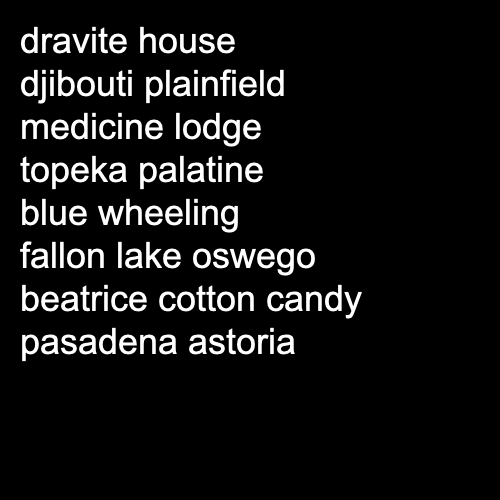 dravite house
djibouti plainfield
medicine lodge
topeka palatine
blue wheeling
fallon lake oswego
beatrice cotton candy
pasadena astoria